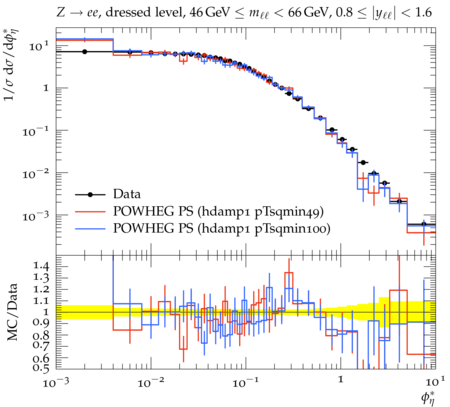 Z → ee, dressed level, 46 GeV ≤ mℓℓ < 66 GeV, 0.8 ≤ |yℓℓ| < 1.6
1/σ dσ/dϕ*η
10¹
1
10⁻¹
10⁻²
10⁻³
Data
POWHEG PS (hdamp1 pTsqmin49)
POWHEG PS (hdamp1 pTsqmin100)
MC/Data
1.4
1.3
1.2
1.1
1
0.9
0.8
0.7
0.6
0.5
10⁻³ 10⁻² 10⁻¹ 1 10¹
ϕ*η